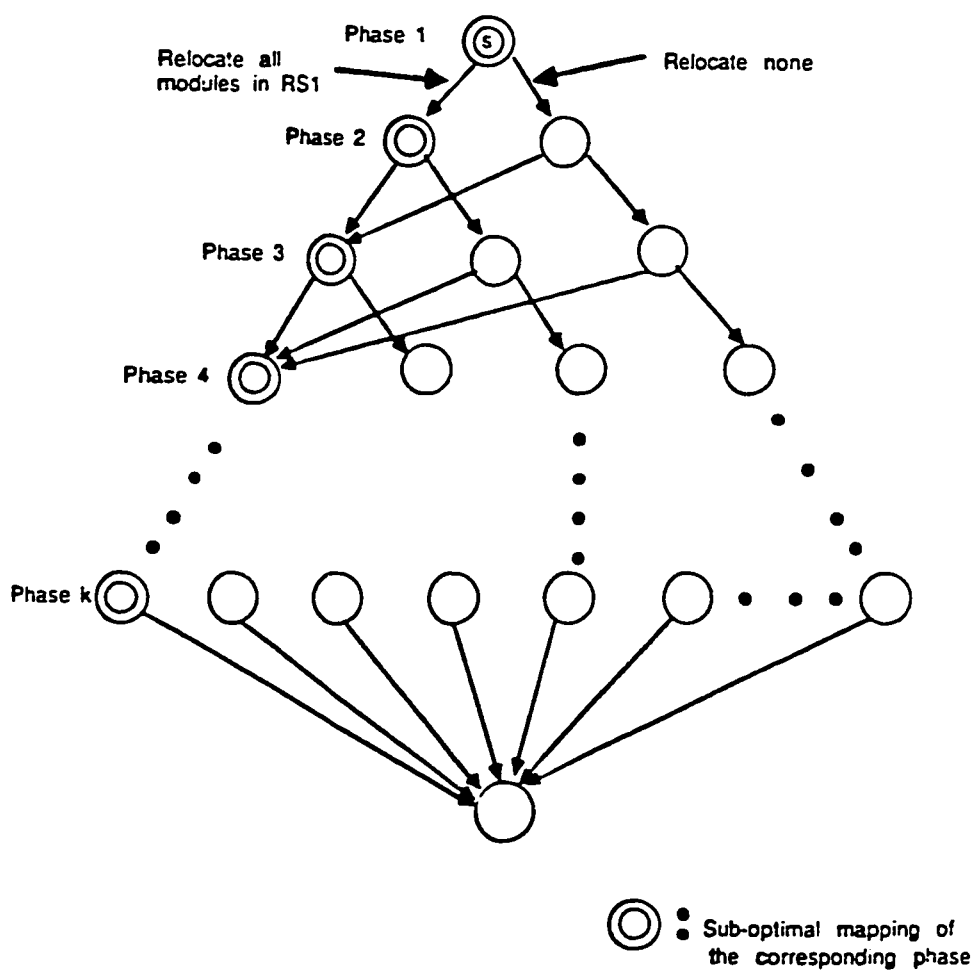 Phase 1
S
Relocate all
modules in RS1
Relocate none
Phase 2
Phase 3
Phase 4
Phase k
: Sub-optimal mapping of
the corresponding phase